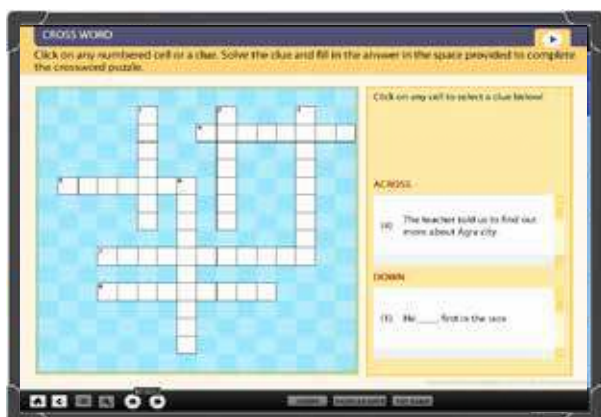 CROSS WORD
Click on any numbered cell or a clue. Solve the clue and fill in the answer in the space provided to complete
the crossword puzzle.
Click on any cell to select a clue below!
ACROSS
(4) The teacher told us to find out
more about Agra city
DOWN
(1) He ____ first in the race